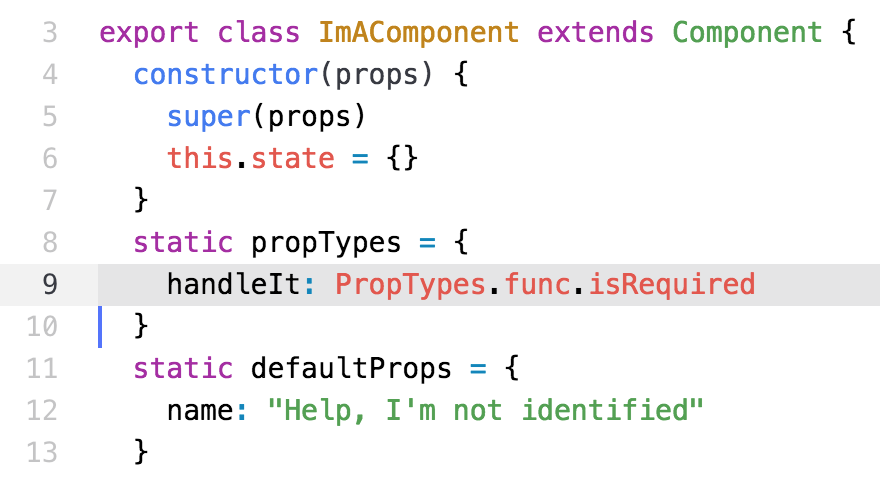 3 export class ImAComponent extends Component {
4 constructor(props) {
5 super(props)
6 this.state = {}
7 }
8 static propTypes = {
9 handleIt: PropTypes.func.isRequired
10 }
11 static defaultProps = {
12 name: "Help, I'm not identified"
13 }